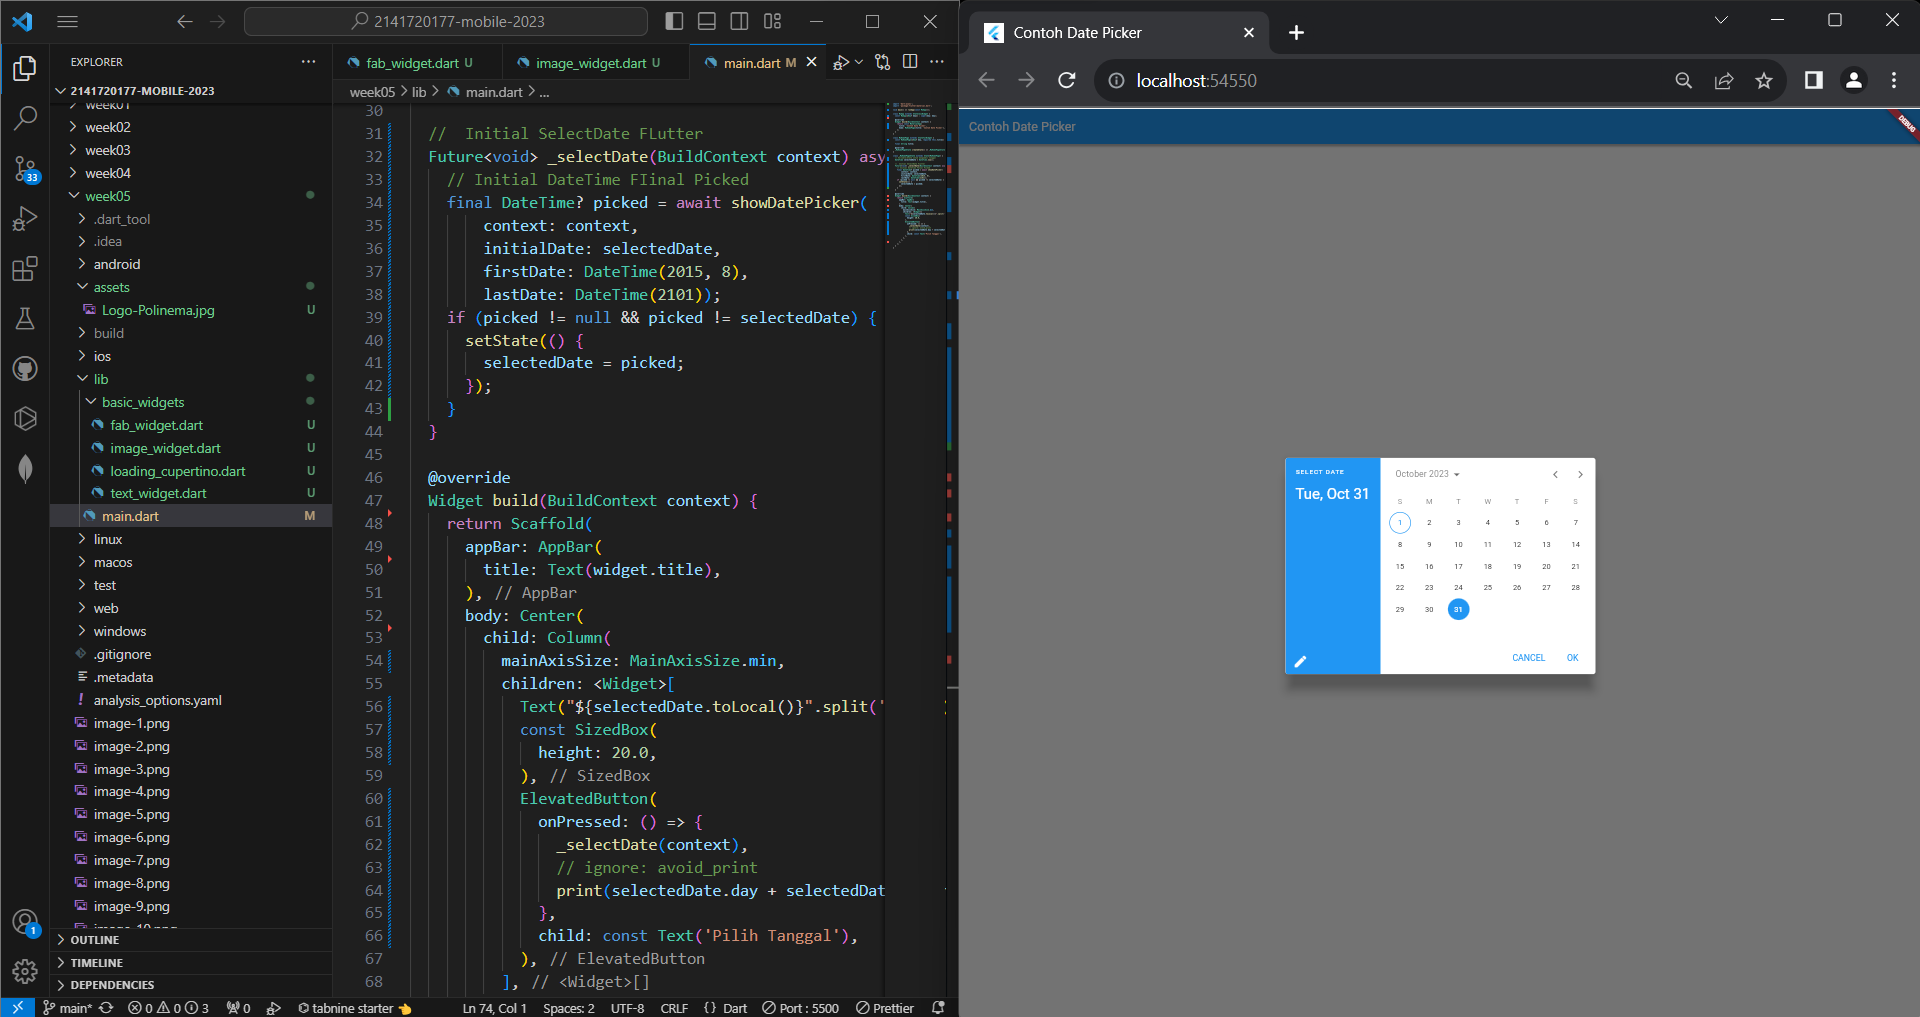 2141720177-mobile-2023
EXPLORER
2141720177-MOBILE-2023
week01
week02
week03
week04
week05
.dart_tool
.idea
android
assets
Logo-Polinema.jpg U
build
ios
lib
basic_widgets
fab_widget.dart U
image_widget.dart U
loading_cupertino.dart U
text_widget.dart U
main.dart M
linux
macos
test
web
windows
.gitignore
.metadata
analysis_options.yaml
image-1.png
image-2.png
image-3.png
image-4.png
image-5.png
image-6.png
image-7.png
image-8.png
image-9.png
image-10.png
OUTLINE
TIMELINE
DEPENDENCIES
33
1
fab_widget.dart U image_widget.dart U main.dart M
week05 > lib > main.dart > ...
30
31 //  Initial SelectDate FLutter
32 Future<void> _selectDate(BuildContext context) asy
33 // Initial DateTime FIinal Picked
34 final DateTime? picked = await showDatePicker(
35 context: context,
36 initialDate: selectedDate,
37 firstDate: DateTime(2015, 8),
38 lastDate: DateTime(2101));
39 if (picked != null && picked != selectedDate) {
40 setState(() {
41 selectedDate = picked;
42 });
43 }
44 }
45
46 @override
47 Widget build(BuildContext context) {
48 return Scaffold(
49 appBar: AppBar(
50 title: Text(widget.title),
51 ), // AppBar
52 body: Center(
53 child: Column(
54 mainAxisSize: MainAxisSize.min,
55 children: <Widget>[
56 Text("${selectedDate.toLocal()}".split('
57 const SizedBox(
58 height: 20.0,
59 ), // SizedBox
60 ElevatedButton(
61 onPressed: () => {
62 _selectDate(context),
63 // ignore: avoid_print
64 print(selectedDate.day + selectedDat
65 },
66 child: const Text('Pilih Tanggal'),
67 ), // ElevatedButton
68 ], // <Widget>[]
main* 0 0 3 0 tabnine starter Ln 74, Col 1 Spaces: 2 UTF-8 CRLF {} Dart Port : 5500 Prettier
Contoh Date Picker
localhost:54550
Contoh Date Picker
DEBUG
SELECT DATE
Tue, Oct 31
October 2023
S M T W T F S
1 2 3 4 5 6 7
8 9 10 11 12 13 14
15 16 17 18 19 20 21
22 23 24 25 26 27 28
29 30 31
CANCEL OK